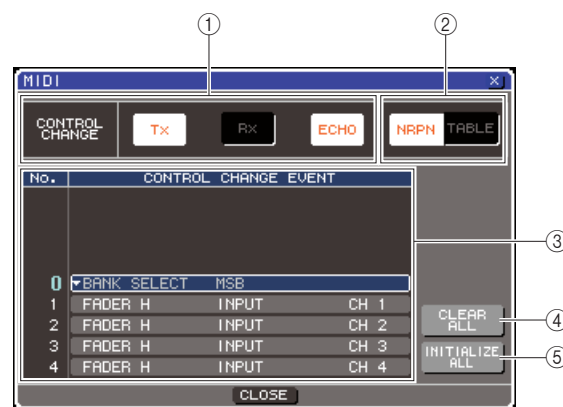 ① ②
MIDI ×
CONTROL CHANGE TX RX ECHO NRPN TABLE
No. CONTROL CHANGE EVENT
③
0 BANK SELECT MSB
1 FADER H INPUT CH 1
2 FADER H INPUT CH 2
3 FADER H INPUT CH 3
4 FADER H INPUT CH 4
CLEAR ALL ④
INITIALIZE ALL ⑤
CLOSE